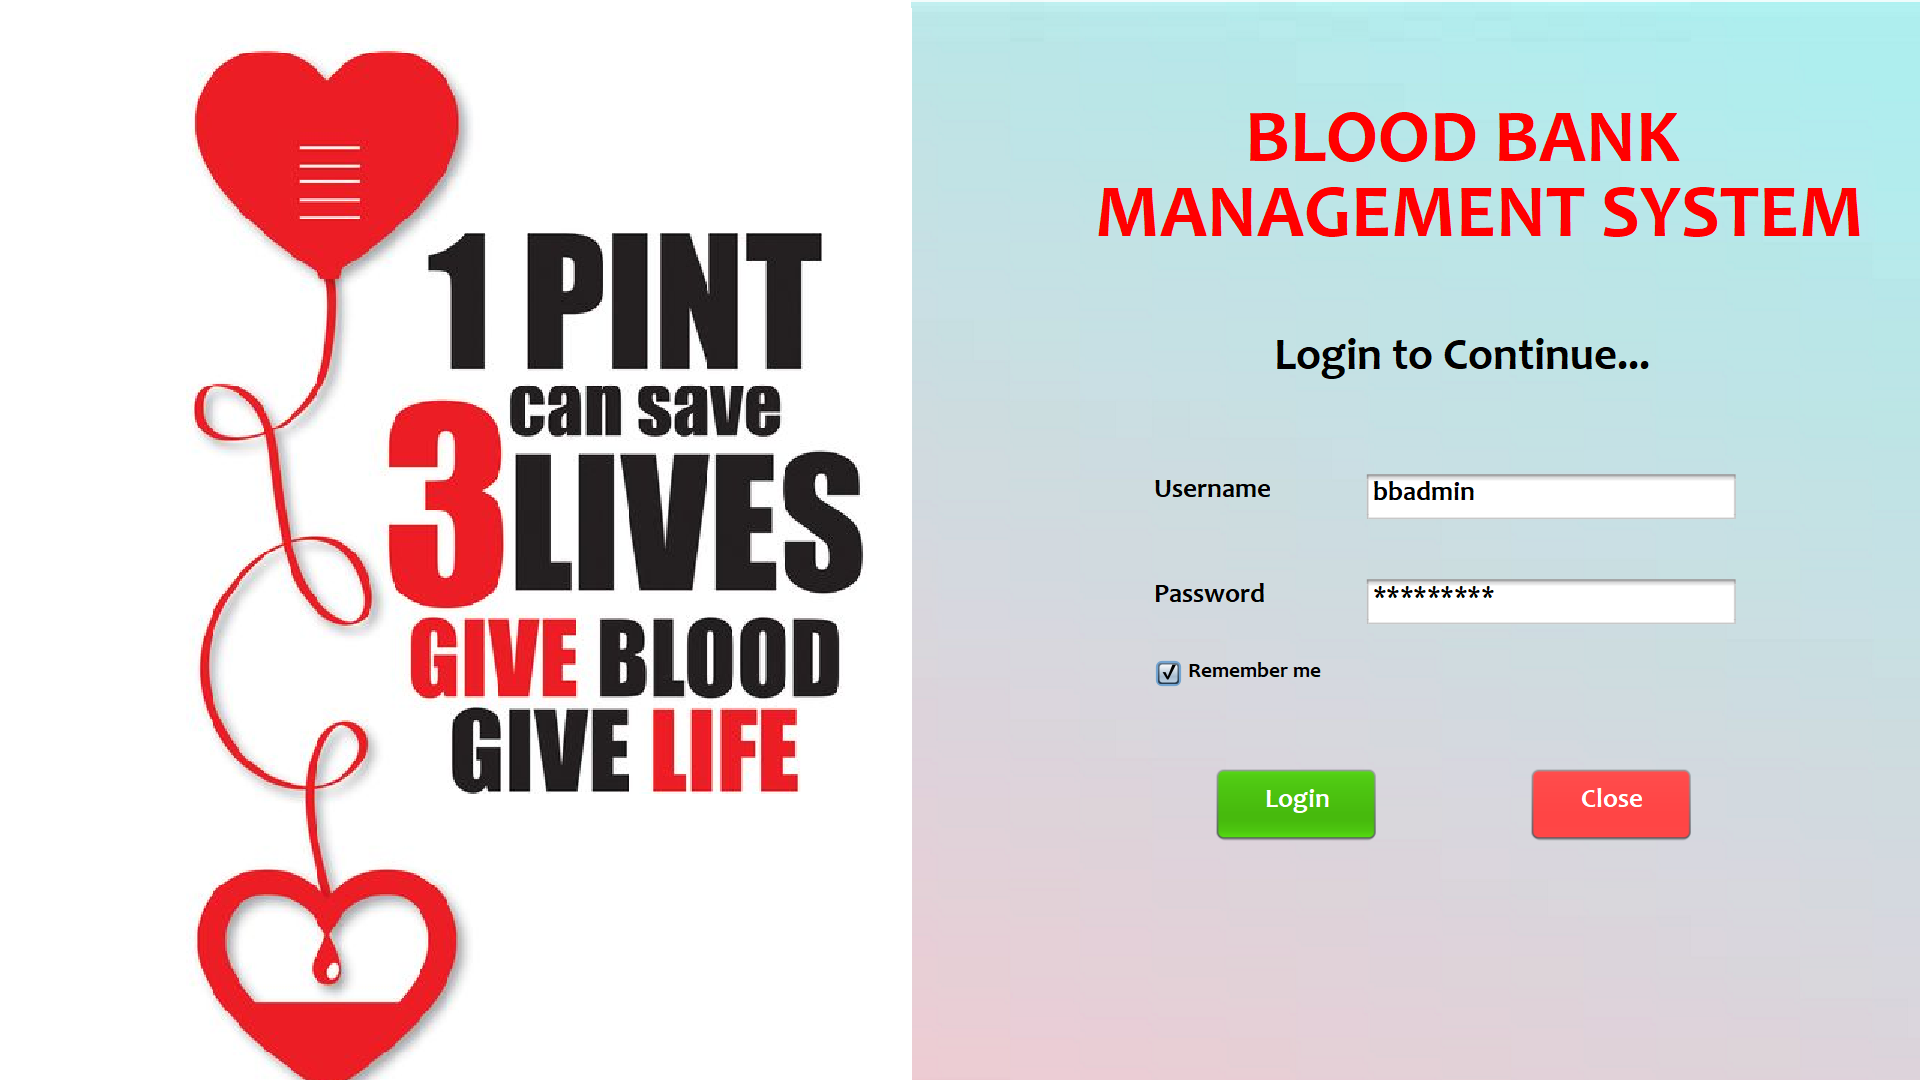 1 PINT
can save
3 LIVES
GIVE BLOOD
GIVE LIFE
BLOOD BANK
MANAGEMENT SYSTEM
Login to Continue...
Username
bbadmin
Password
*********
Remember me
Login
Close